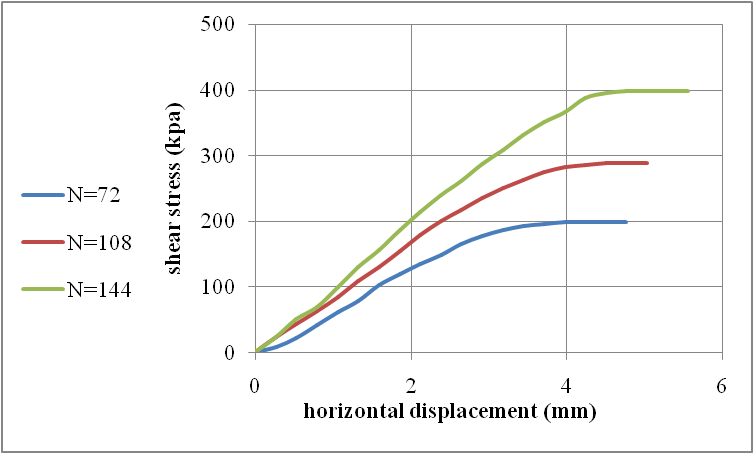 500
400
300
200
100
0
0
2
4
6
shear stress (kpa)
horizontal displacement (mm)
N=72
N=108
N=144